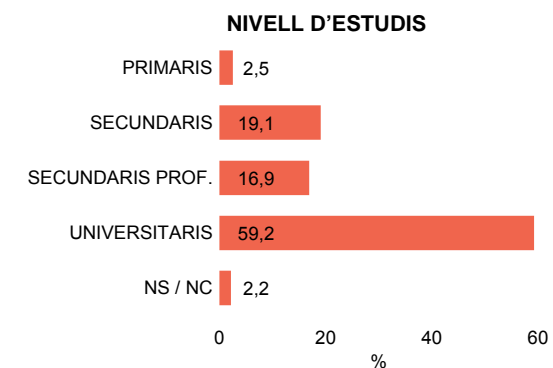 NIVELL D'ESTUDIS
PRIMARIS 2,5
SECUNDARIS 19,1
SECUNDARIS PROF. 16,9
UNIVERSITARIS 59,2
NS / NC 2,2
0 20 40 60
%